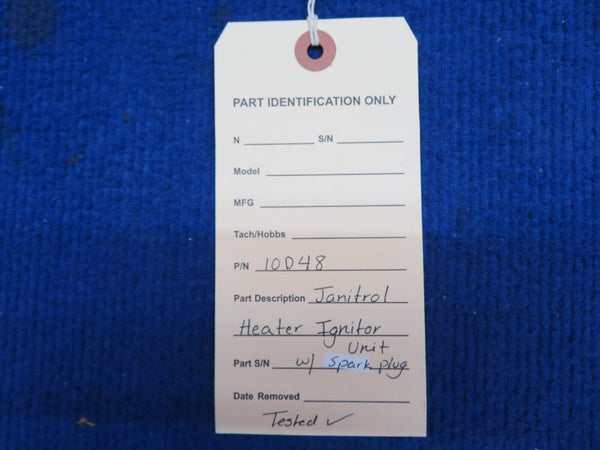 PART IDENTIFICATION ONLY
N S/N
Model
MFG
Tach/Hobbs
P/N 10D48
Part Description Janitrol
Heater Ignitor
Unit
Part S/N w/ spark plug
Date Removed
Tested ✓